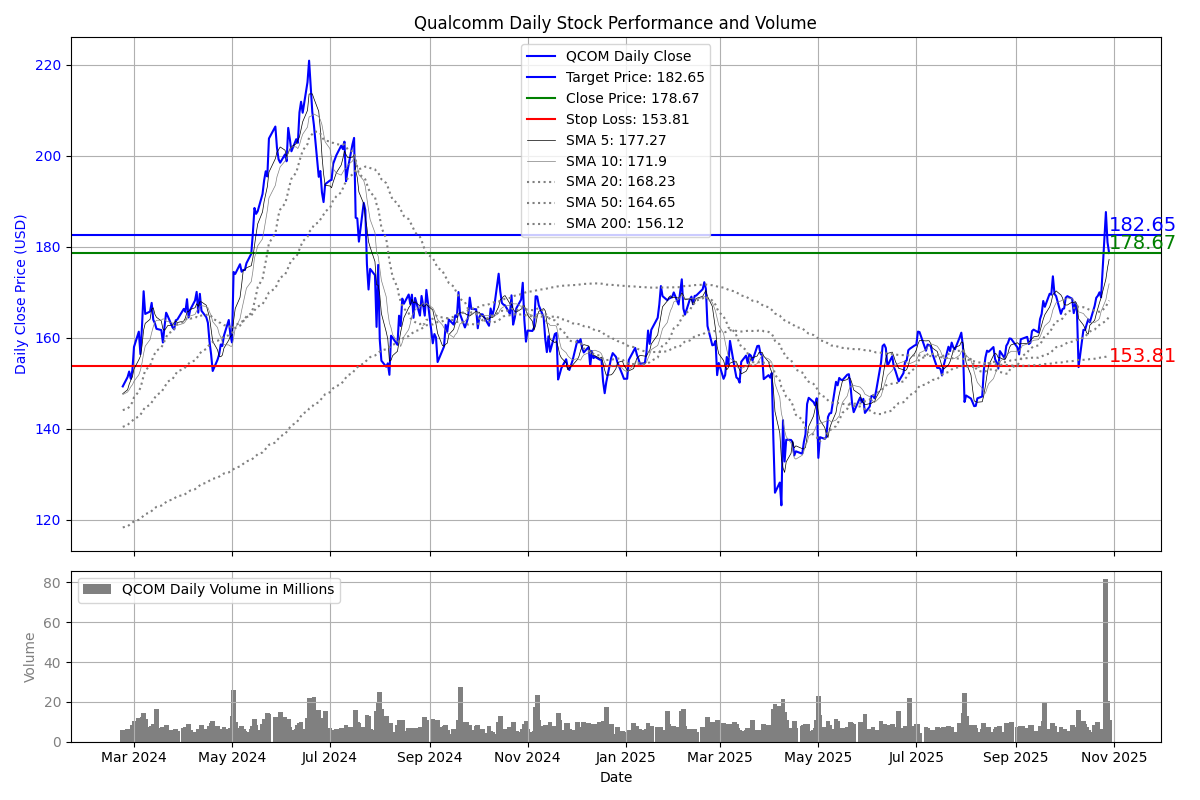 Qualcomm Daily Stock Performance and Volume
QCOM Daily Close
Target Price: 182.65
Close Price: 178.67
Stop Loss: 153.81
SMA 5: 177.27
SMA 10: 171.9
SMA 20: 168.23
SMA 50: 164.65
SMA 200: 156.12
Daily Close Price (USD)
220
200
180
160
140
120
182.65
178.67
153.81
QCOM Daily Volume in Millions
Volume
80
60
40
20
0
Mar 2024 May 2024 Jul 2024 Sep 2024 Nov 2024 Jan 2025 Mar 2025 May 2025 Jul 2025 Sep 2025 Nov 2025
Date